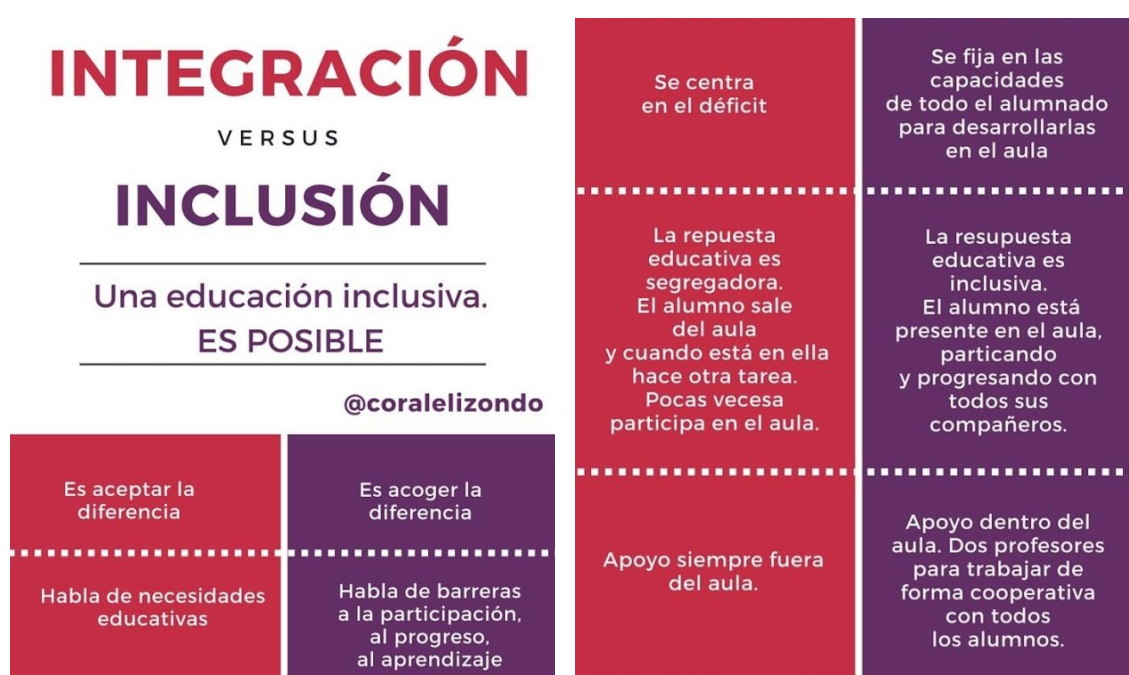 INTEGRACIÓN
VERSUS
INCLUSIÓN
Una educación inclusiva.
ES POSIBLE
@coralelizondo
Es aceptar la
diferencia
Es acoger la
diferencia
Habla de necesidades
educativas
Habla de barreras
a la participación,
al progreso,
al aprendizaje
Se centra
en el déficit
Se fija en las
capacidades
de todo el alumnado
para desarrollarlas
en el aula
La repuesta
educativa es
segregadora.
El alumno sale
del aula
y cuando está en ella
hace otra tarea.
Pocas vecesa
participa en el aula.
La resupuesta
educativa es
inclusiva.
El alumno está
presente en el aula,
particando
y progresando con
todos sus
compañeros.
Apoyo siempre fuera
del aula.
Apoyo dentro del
aula. Dos profesores
para trabajar de
forma cooperativa
con todos
los alumnos.